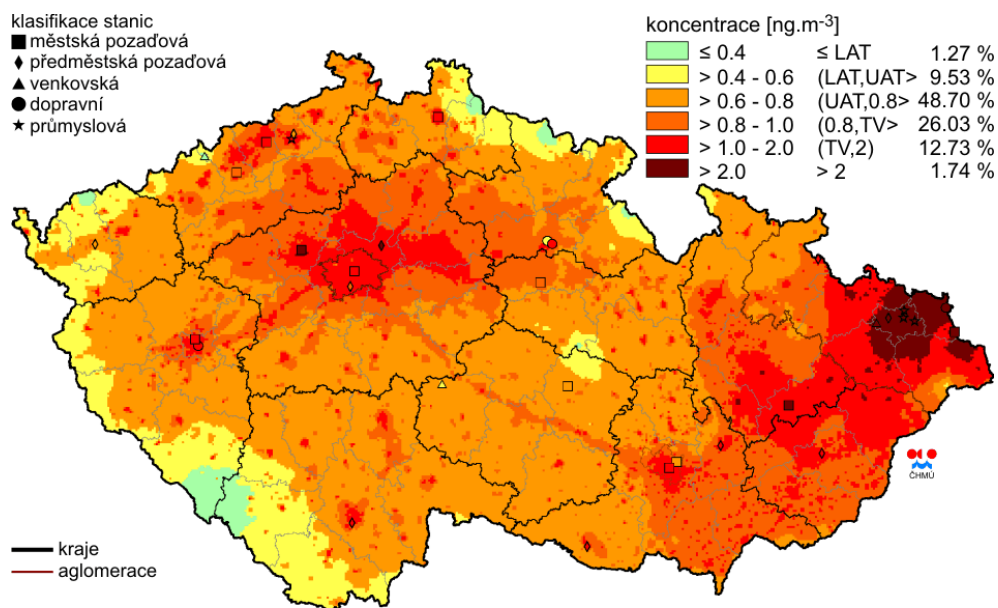 klasifikace stanic
městská pozaďová
předměstská pozaďová
venkovská
dopravní
průmyslová
koncentrace [ng.m-3]
≤ 0.4 ≤ LAT 1.27 %
> 0.4 - 0.6 (LAT,UAT> 9.53 %
> 0.6 - 0.8 (UAT,0.8> 48.70 %
> 0.8 - 1.0 (0.8,TV> 26.03 %
> 1.0 - 2.0 (TV,2) 12.73 %
> 2.0 > 2 1.74 %
ČHMÚ
kraje
aglomerace